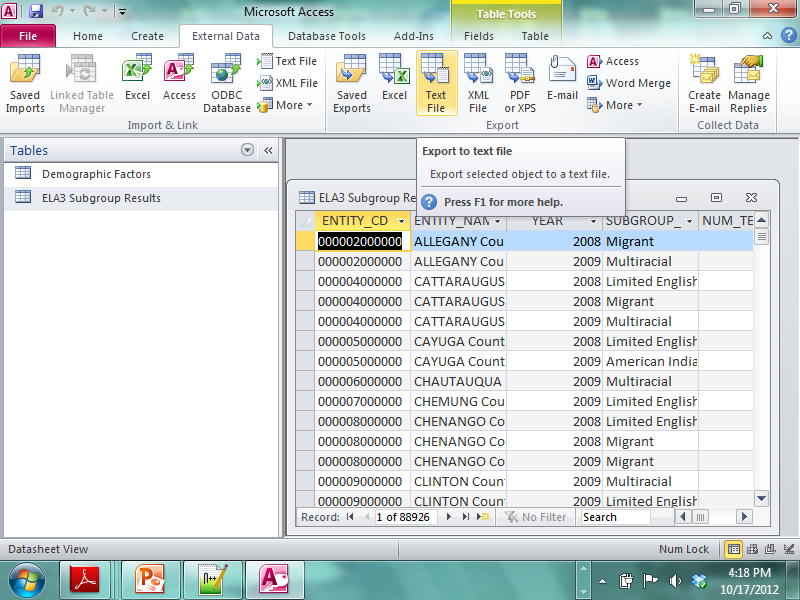 Microsoft Access
Table Tools
File Home Create External Data Database Tools Add-Ins Fields Table
Saved Imports
Linked Table Manager
Excel
Access
ODBC Database
Text File
XML File
More
Import & Link
Saved Exports
Excel
Text File
XML File
PDF or XPS
E-mail
Access
Word Merge
More
Export
Create E-mail
Manage Replies
Collect Data
Tables
Demographic Factors
ELA3 Subgroup Results
Export to text file
Export selected object to a text file.
Press F1 for more help.
ELA3 Subgroup Re
ENTITY_CD ENTITY_NAM YEAR SUBGROUP_ NUM_TE
000002000000 ALLEGANY Cou 2008 Migrant
000002000000 ALLEGANY Cou 2009 Multiracial
000004000000 CATTARAUGUS 2008 Limited English
000004000000 CATTARAUGUS 2008 Migrant
000004000000 CATTARAUGUS 2009 Multiracial
000005000000 CAYUGA Count 2008 Limited English
000005000000 CAYUGA Count 2009 American India
000006000000 CHAUTAUQUA 2009 Multiracial
000007000000 CHEMUNG Cou 2009 Limited English
000008000000 CHENANGO Co 2008 Limited English
000008000000 CHENANGO Co 2008 Migrant
000008000000 CHENANGO Co 2009 Migrant
000009000000 CLINTON Coun 2009 Multiracial
000009000000 CLINTON Coun 2009 Limited English
Record: 1 of 88926 No Filter Search
Datasheet View
Num Lock
4:18 PM
10/17/2012